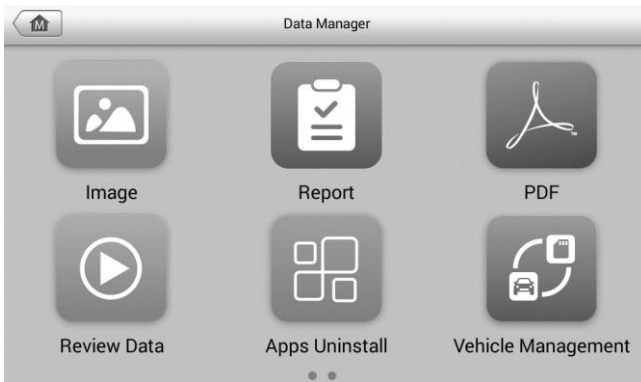 M
Data Manager
Image
Report
PDF
Review Data
Apps Uninstall
Vehicle Management